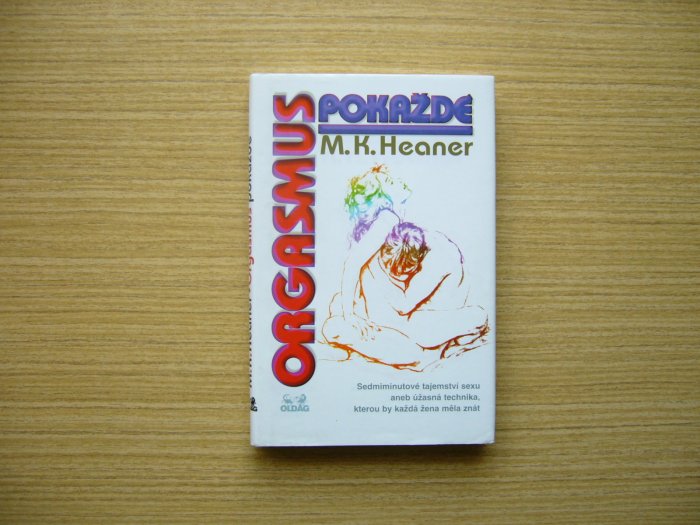 ORGASMUS
POKAŽDÉ
M.K.Heaner
Sedmiminutové tajemství sexu
aneb úžasná technika,
kterou by každá žena měla znát
OLDAG